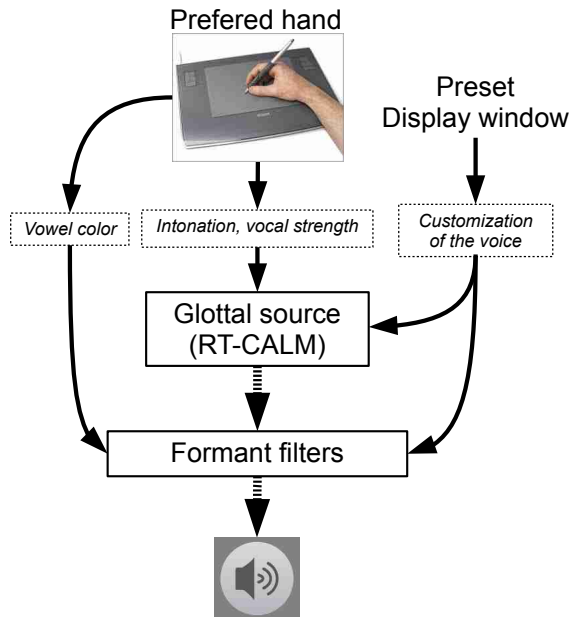 Prefered hand
Preset
Display window
Vowel color
Intonation, vocal strength
Customization
of the voice
Glottal source
(RT-CALM)
Formant filters